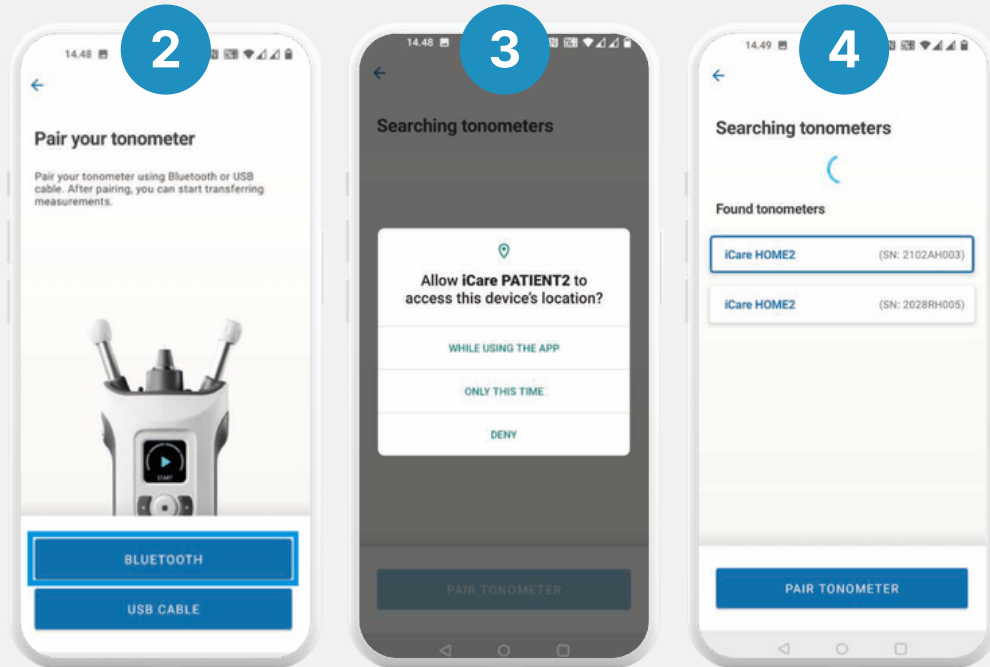 2
14.48
Pair your tonometer
Pair your tonometer using Bluetooth or USB
cable. After pairing, you can start transferring
measurements.
START
BLUETOOTH
USB CABLE
3
14.48
Searching tonometers
Allow iCare PATIENT2 to
access this device's location?
WHILE USING THE APP
ONLY THIS TIME
DENY
PAIR TONOMETER
4
14.49
Searching tonometers
Found tonometers
iCare HOME2 (SN: 2102AH003)
iCare HOME2 (SN: 2028RH005)
PAIR TONOMETER